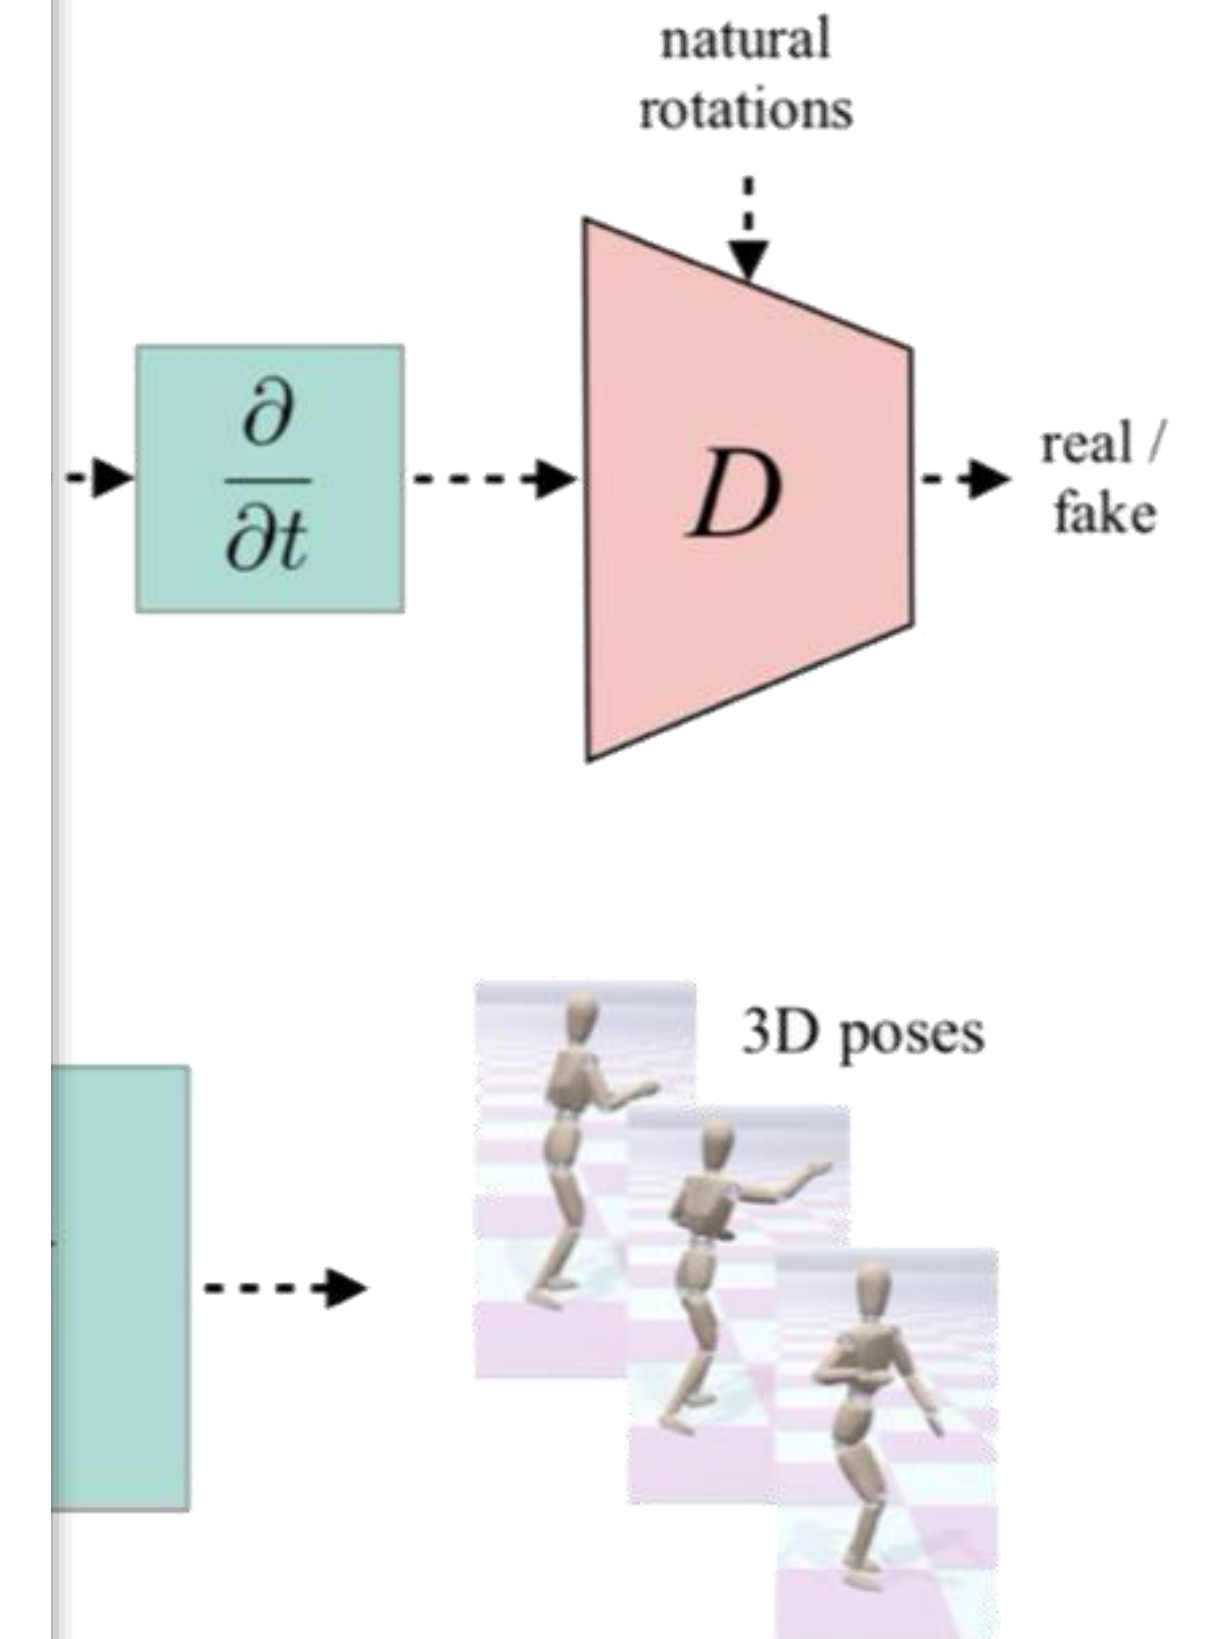 natural
rotations
∂
∂t
D
real /
fake
3D poses